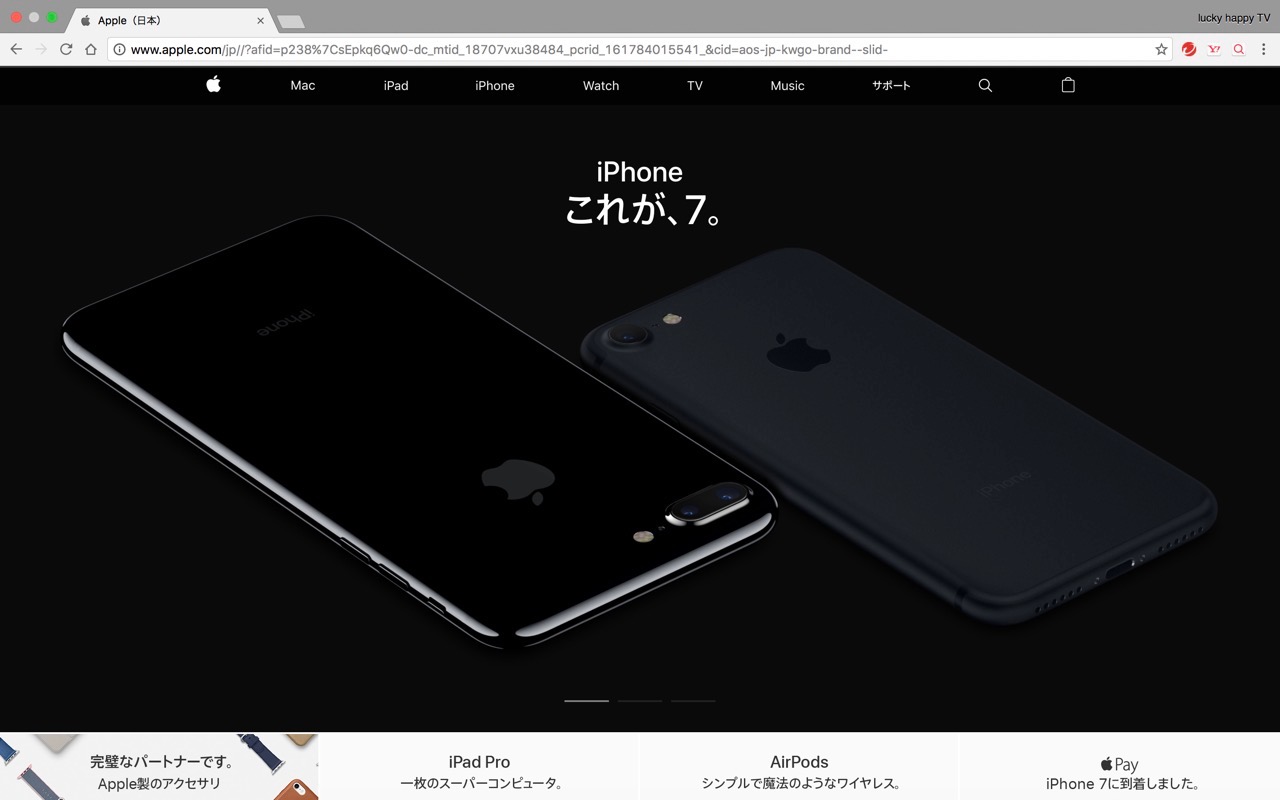 Apple（日本）
lucky happy TV
www.apple.com/jp//?afid=p238%7CsEpkq6Qw0-dc_mtid_18707vxu38484_pcrid_161784015541_&cid=aos-jp-kwgo-brand--slid-
Mac iPad iPhone Watch TV Music サポート
iPhone
これが、7。
iPhone
iPhone
完璧なパートナーです。
Apple製のアクセサリ
iPad Pro
一枚のスーパーコンピュータ。
AirPods
シンプルで魔法のようなワイヤレス。
Pay
iPhone 7に到着しました。